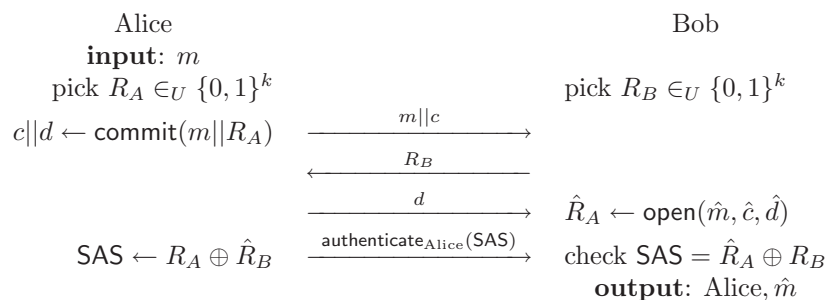 Alice Bob
input: m
pick R_A ∈_U {0, 1}^k pick R_B ∈_U {0, 1}^k
c||d ← commit(m||R_A) m||c
R_B
d R̂_A ← open(m̂, ĉ, d̂)
SAS ← R_A ⊕ R̂_B authenticate_Alice(SAS) check SAS = R̂_A ⊕ R_B
output: Alice, m̂